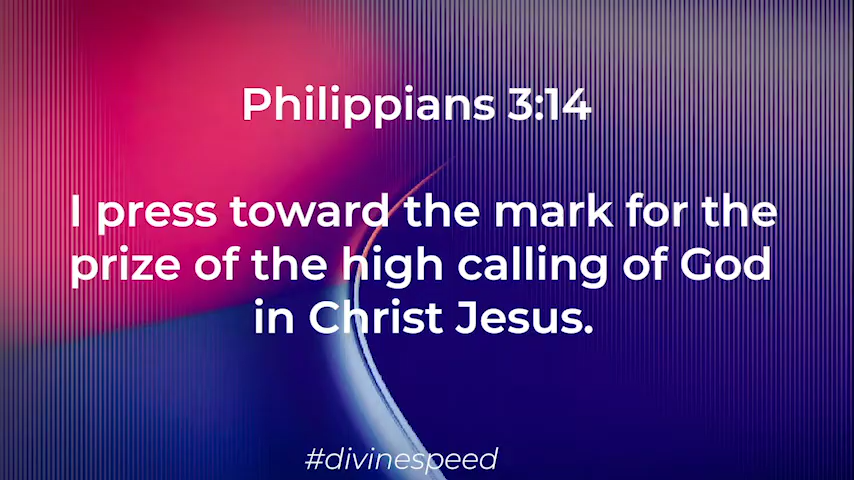 Philippians 3:14
I press toward the mark for the
prize of the high calling of God
in Christ Jesus.
#divinespeed